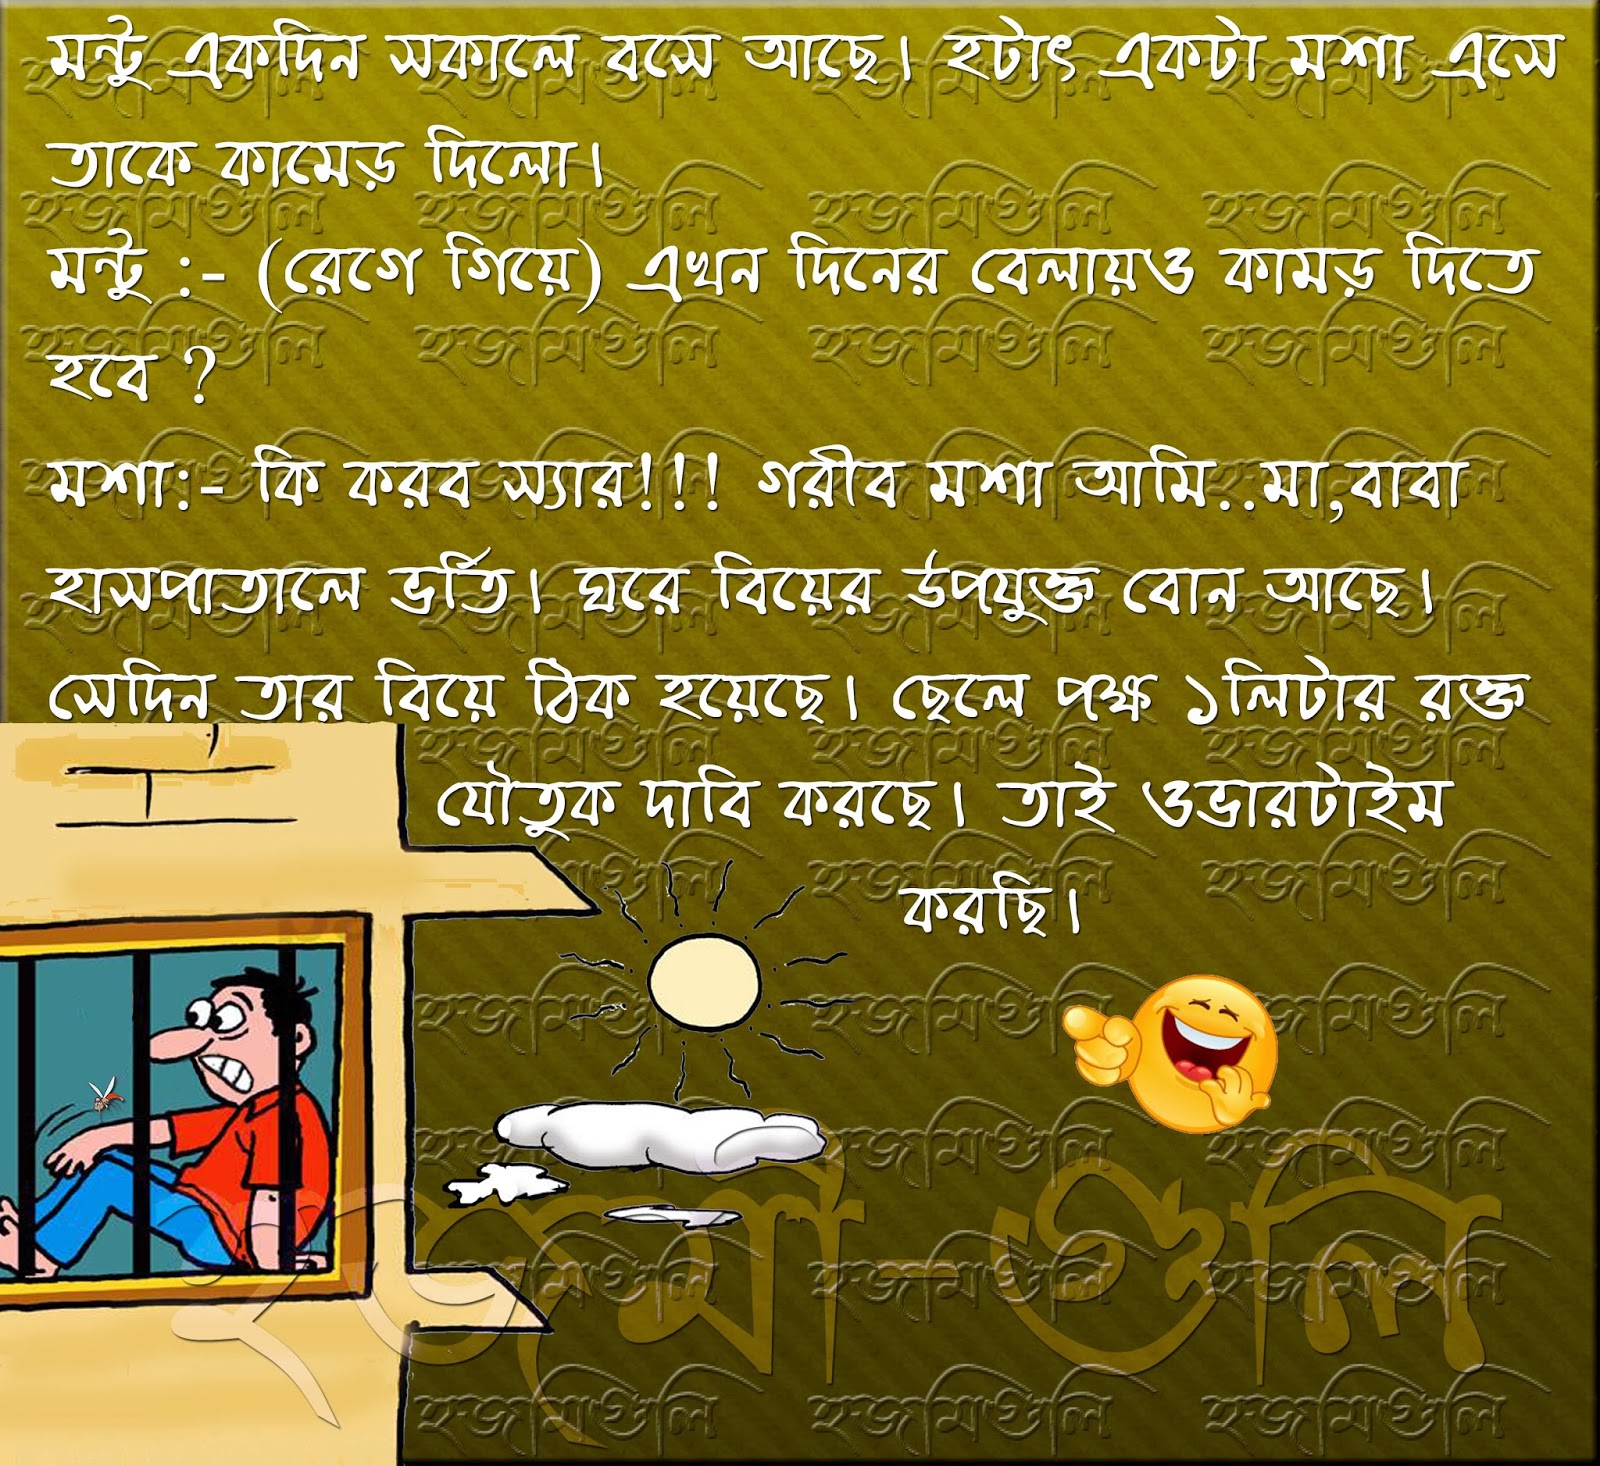 মন্টু একদিন সকালে বসে আছে। হটাৎ একটা মশা এসে
তাকে কামেড় দিলো।
মন্টু :- (রেগে গিয়ে) এখন দিনের বেলায়ও কামড় দিতে
হবে ?
মশা:- কি করব স্যার!!! গরীব মশা আমি..মা,বাবা
হাসপাতালে ভর্তি। ঘরে বিয়ের উপযুক্ত বোন আছে।
সেদিন তার বিয়ে ঠিক হয়েছে। ছেলে পক্ষ ১লিটার রক্ত
যৌতুক দাবি করছে। তাই ওভারটাইম
করছি।
হজমী-গুলি